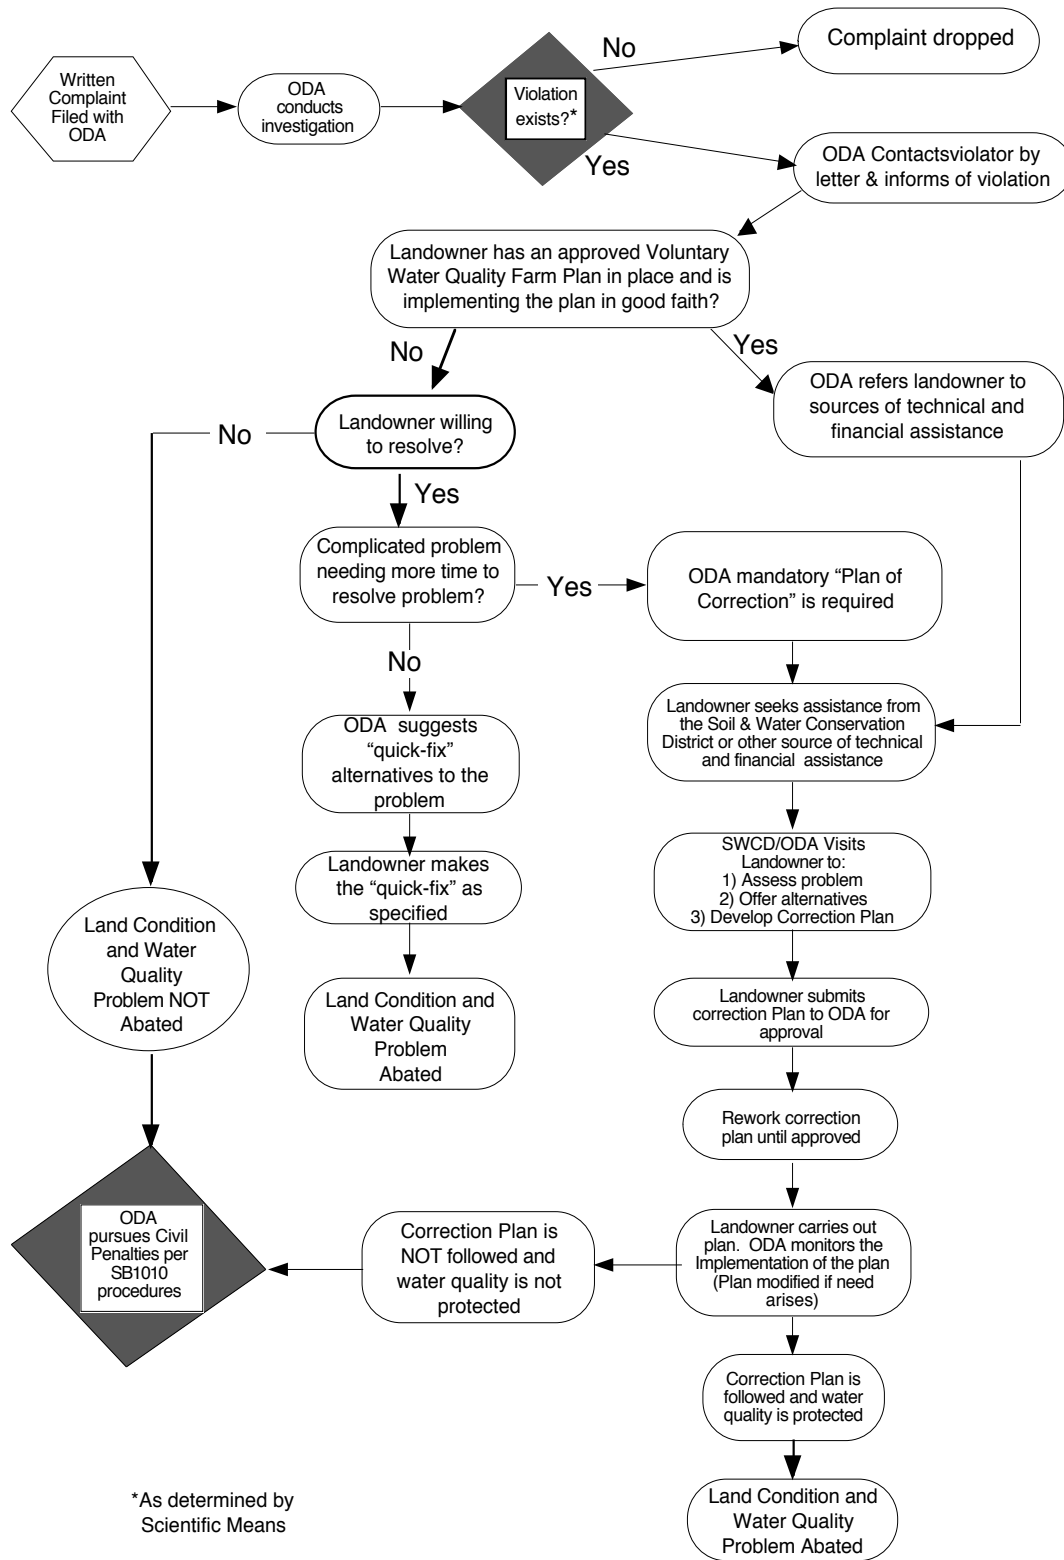 Written
Complaint
Filed with
ODA
ODA
conducts
investigation
Violation
exists?*
No
Complaint dropped
Yes
ODA Contactsviolator by
letter & informs of violation
Landowner has an approved Voluntary
Water Quality Farm Plan in place and is
implementing the plan in good faith?
No
Yes
ODA refers landowner to
sources of technical and
financial assistance
Landowner willing
to resolve?
No
Yes
Complicated problem
needing more time to
resolve problem?
Yes
ODA mandatory “Plan of
Correction” is required
No
ODA suggests
“quick-fix”
alternatives to the
problem
Landowner seeks assistance from
the Soil & Water Conservation
District or other source of technical
and financial assistance
Landowner makes
the “quick-fix” as
specified
SWCD/ODA Visits
Landowner to:
1) Assess problem
2) Offer alternatives
3) Develop Correction Plan
Land Condition
and Water
Quality
Problem NOT
Abated
Land Condition and
Water Quality
Problem
Abated
Landowner submits
correction Plan to ODA for
approval
Rework correction
plan until approved
ODA
pursues Civil
Penalties per
SB1010
procedures
Correction Plan is
NOT followed and
water quality is not
protected
Landowner carries out
plan. ODA monitors the
Implementation of the plan
(Plan modified if need
arises)
Correction Plan is
followed and water
quality is protected
Land Condition and
Water Quality
Problem Abated
*As determined by
Scientific Means